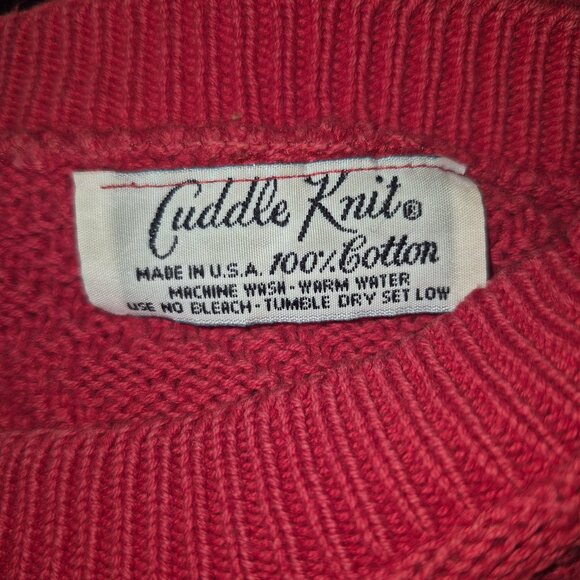 Cuddle Knit®
MADE IN U.S.A. 100% Cotton
MACHINE WASH - WARM WATER
USE NO BLEACH - TUMBLE DRY SET LOW